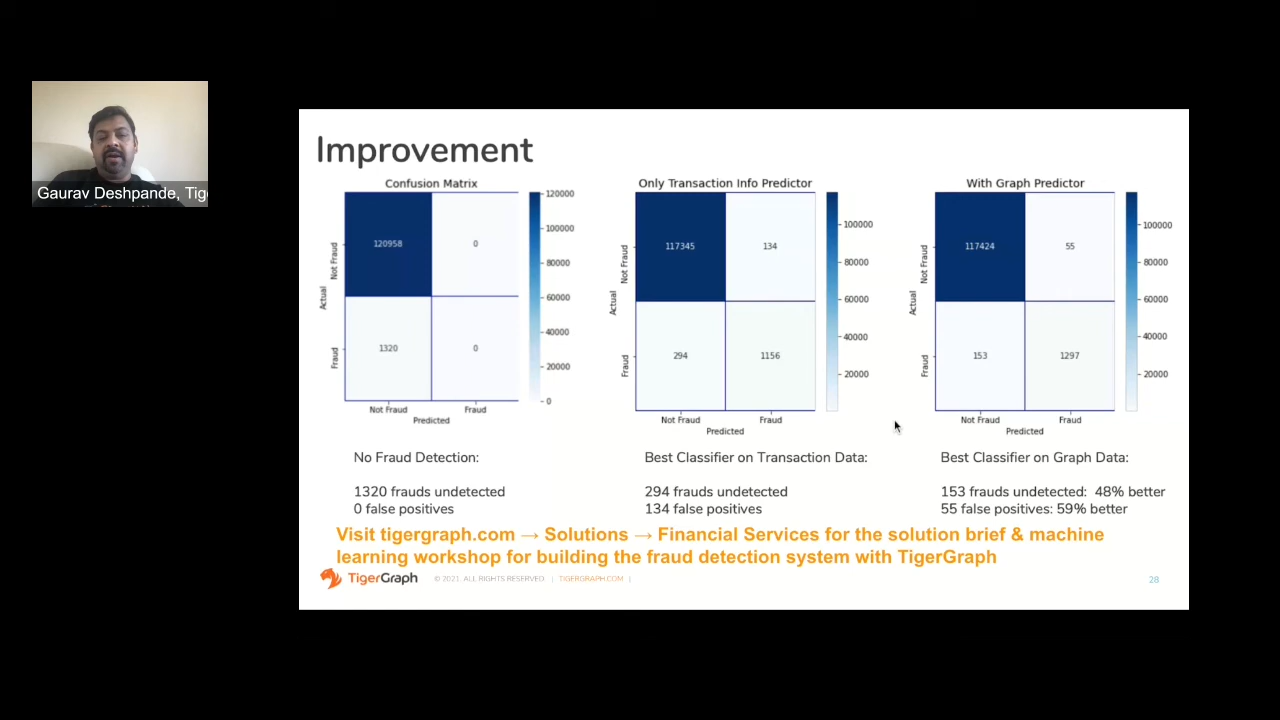 Gaurav Deshpande, Tig
Improvement
Confusion Matrix
120958
0
1320
0
Not Fraud
Fraud
Actual
Not Fraud
Fraud
Predicted
120000
100000
80000
60000
40000
20000
0
Only Transaction Info Predictor
117345
134
294
1156
Not Fraud
Fraud
Actual
Not Fraud
Fraud
Predicted
100000
80000
60000
40000
20000
With Graph Predictor
117424
55
153
1297
Not Fraud
Fraud
Actual
Not Fraud
Fraud
Predicted
100000
80000
60000
40000
20000
No Fraud Detection:
1320 frauds undetected
0 false positives
Best Classifier on Transaction Data:
294 frauds undetected
134 false positives
Best Classifier on Graph Data:
153 frauds undetected: 48% better
55 false positives: 59% better
Visit tigergraph.com → Solutions → Financial Services for the solution brief & machine
learning workshop for building the fraud detection system with TigerGraph
TigerGraph
© 2021. ALL RIGHTS RESERVED. | TIGERGRAPH.COM |
28